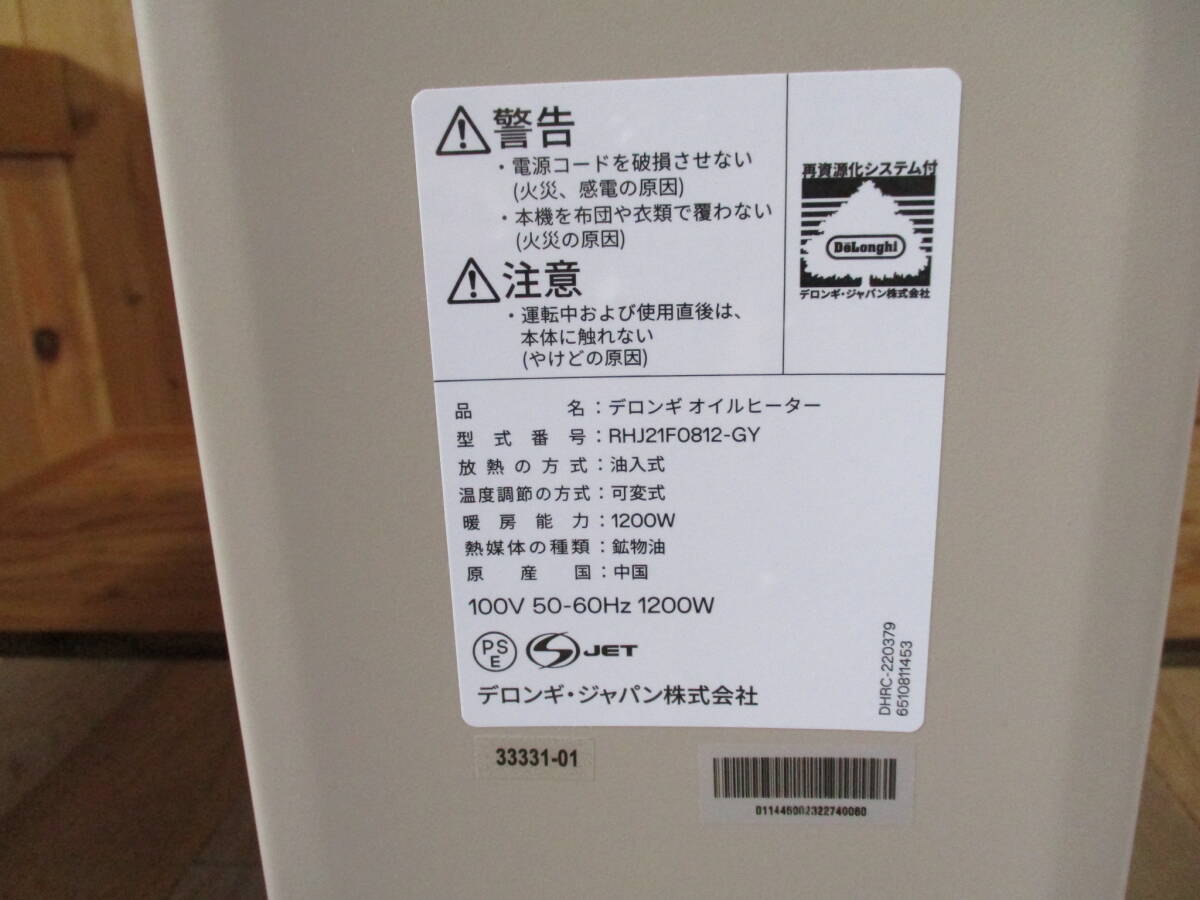 警告
・電源コードを破損させない
(火災、感電の原因)
・本機を布団や衣類で覆わない
(火災の原因)
注意
・運転中および使用直後は、
本体に触れない
(やけどの原因)
再資源化システム付
DeLonghi
デロンギ・ジャパン株式会社
品名：デロンギ オイルヒーター
型式番号：RHJ21F0812-GY
放熱の方式：油入式
温度調節の方式：可変式
暖房能力：1200W
熱媒体の種類：鉱物油
原産国：中国
100V 50-60Hz 1200W
PS
E
JET
デロンギ・ジャパン株式会社
DHRC-220379
6510811453
33331-01